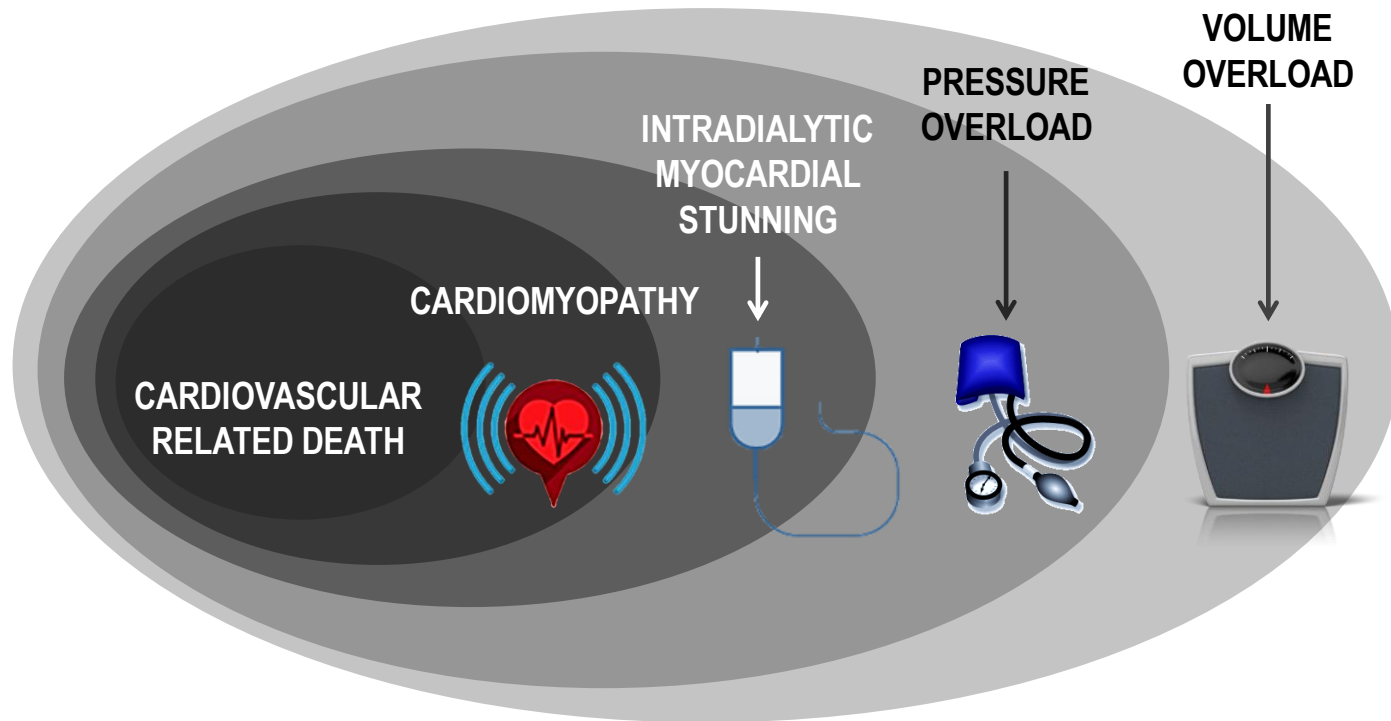 VOLUME
OVERLOAD
PRESSURE
OVERLOAD
INTRADIALYTIC
MYOCARDIAL
STUNNING
CARDIOMYOPATHY
CARDIOVASCULAR
RELATED DEATH